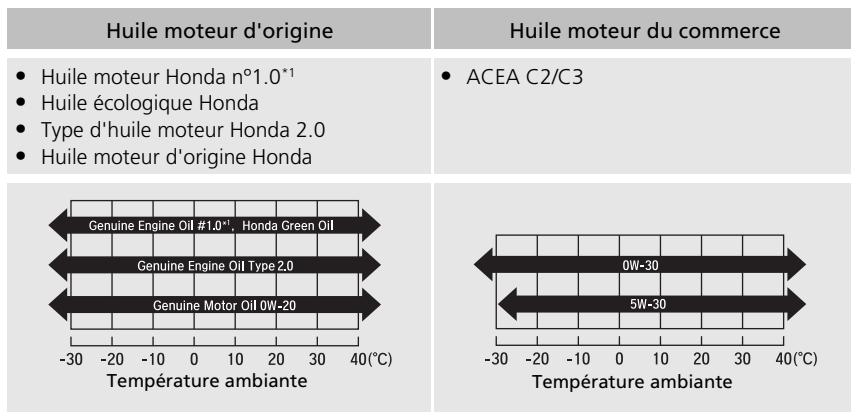 Huile moteur d'origine
Huile moteur du commerce
• Huile moteur Honda nº1.0*1
• Huile écologique Honda
• Type d'huile moteur Honda 2.0
• Huile moteur d'origine Honda
• ACEA C2/C3
Genuine Engine Oil #1.0*1, Honda Green Oil
Genuine Engine Oil Type 2.0
Genuine Motor Oil 0W-20
-30 -20 -10 0 10 20 30 40(°C)
Température ambiante
0W-30
5W-30
-30 -20 -10 0 10 20 30 40(°C)
Température ambiante